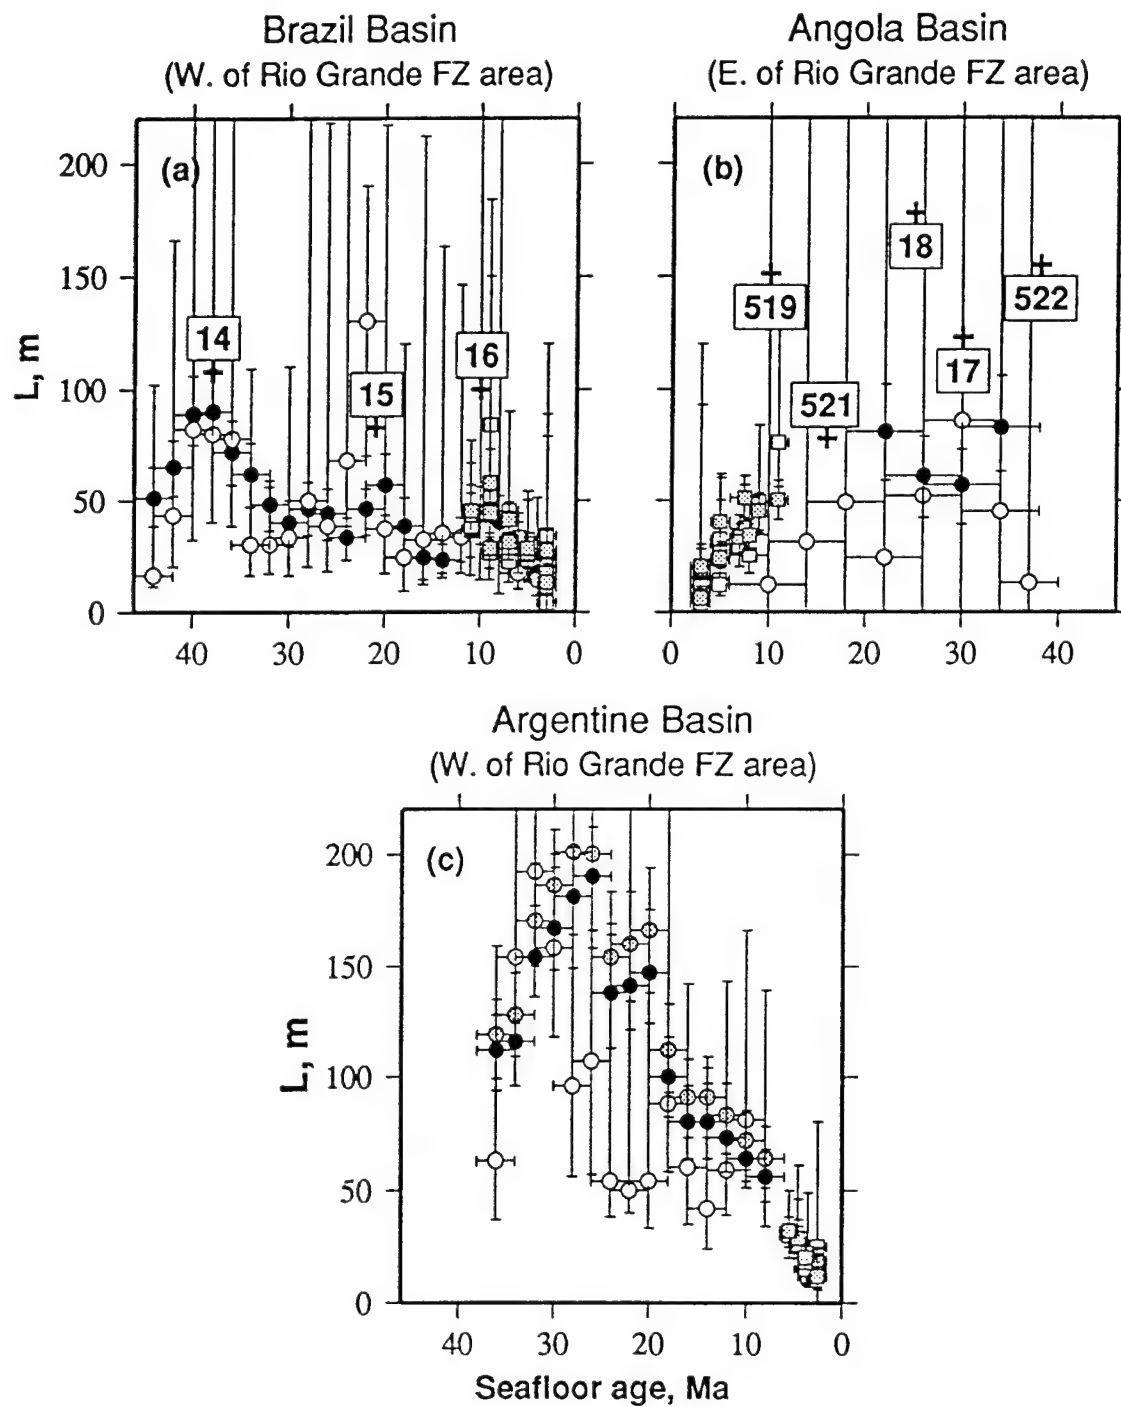 Brazil Basin
(W. of Rio Grande FZ area)
Angola Basin
(E. of Rio Grande FZ area)
L, m
200
150
100
50
0
(a)
14
15
16
40
30
20
10
0
(b)
519
521
18
17
522
0
10
20
30
40
Argentine Basin
(W. of Rio Grande FZ area)
L, m
200
150
100
50
0
(c)
40
30
20
10
0
Seafloor age, Ma